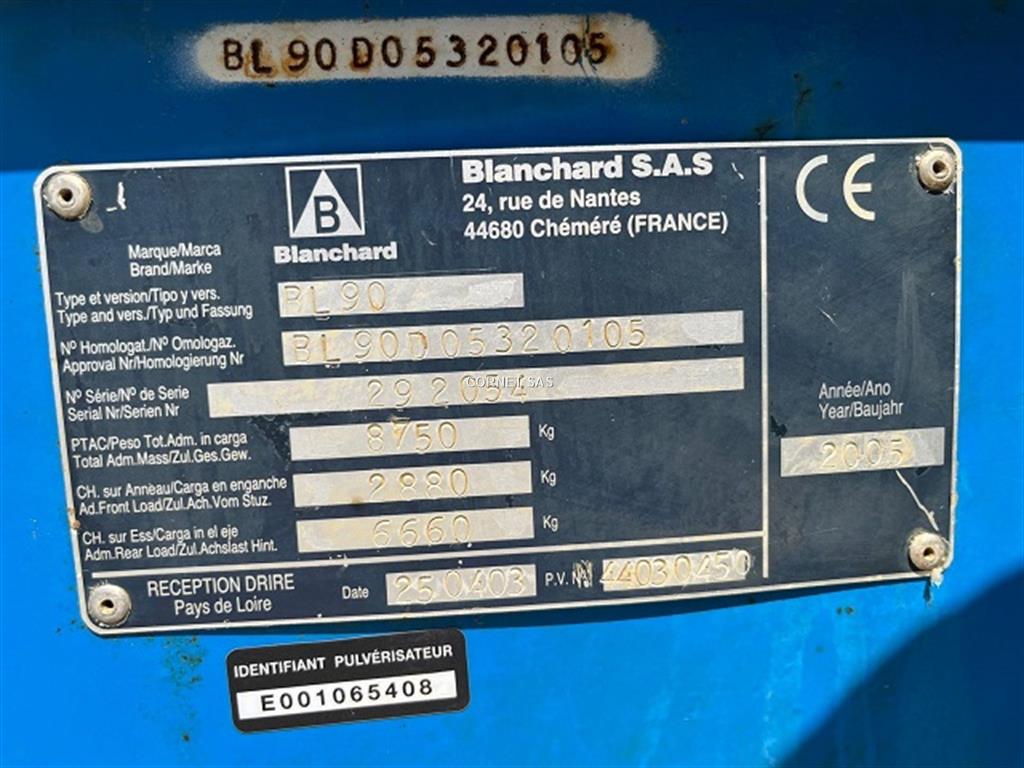 BL90D05320105
B
Blanchard
Blanchard S.A.S
24, rue de Nantes
44680 Chéméré (FRANCE)
CE
Marque/Marca
Brand/Marke
Type et version/Tipo y vers.
Type and vers./Typ und Fassung
BL90
Nº Homologat./Nº Omologaz.
Approval Nr/Homologierung Nr
BL90D05320105
Nº Série/Nº de Serie
Serial Nr/Serien Nr
292054
CORNET SAS
PTAC/Peso Tot.Adm. in carga
Total Adm.Mass/Zul.Ges.Gew.
8750 Kg
CH. sur Anneau/Carga en enganche
Ad.Front Load/Zul.Ach.Vom Stuz.
2880 Kg
CH. sur Ess/Carga in el eje
Adm.Rear Load/Zul.Achslast Hint.
6660 Kg
Année/Ano
Year/Baujahr
2005
RECEPTION DRIRE
Pays de Loire
Date 250403 P.V. 44030450
IDENTIFIANT PULVÉRISATEUR
E001065408